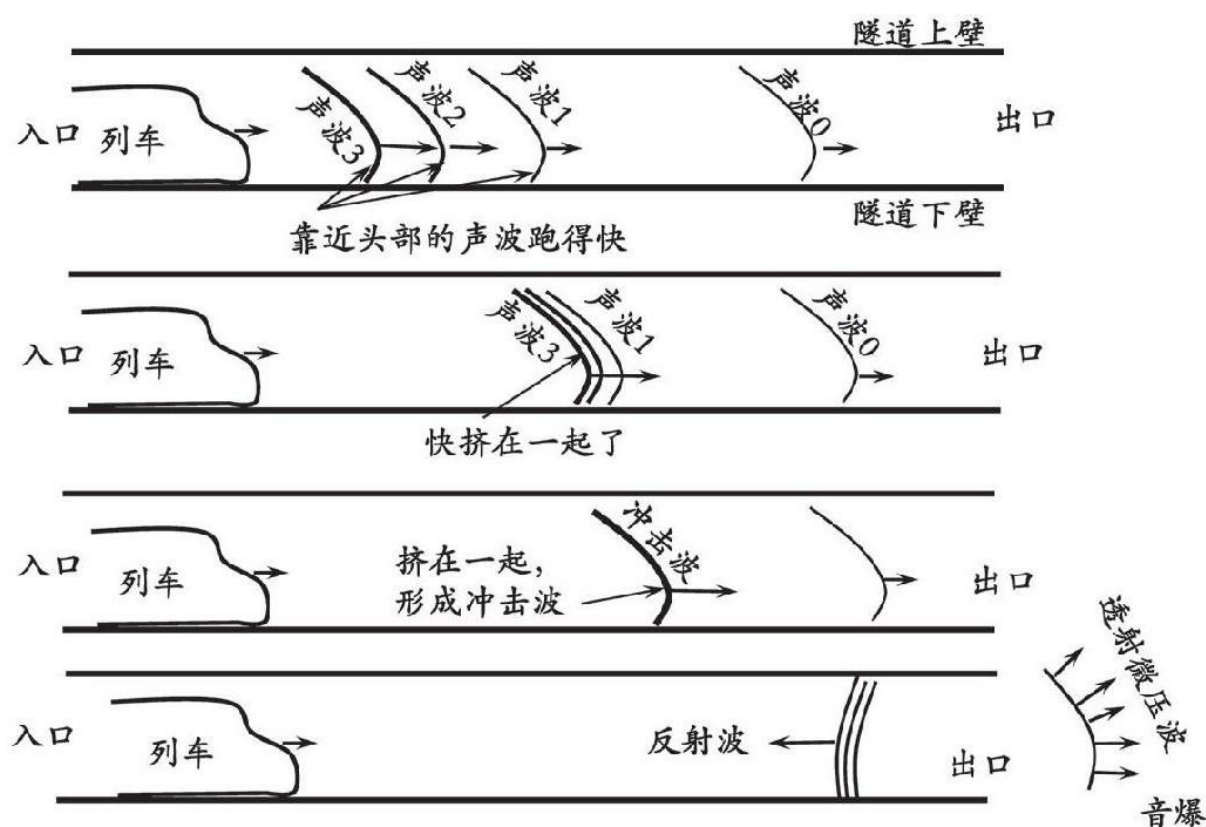 隧道上壁
入口
列车
声波3
声波2
声波1
声波0
出口
隧道下壁
靠近头部的声波跑得快
入口
列车
声波3
声波1
声波0
出口
快挤在一起了
入口
列车
挤在一起，
形成冲击波
冲击波
出口
入口
列车
反射波
出口
透射微压波
音爆